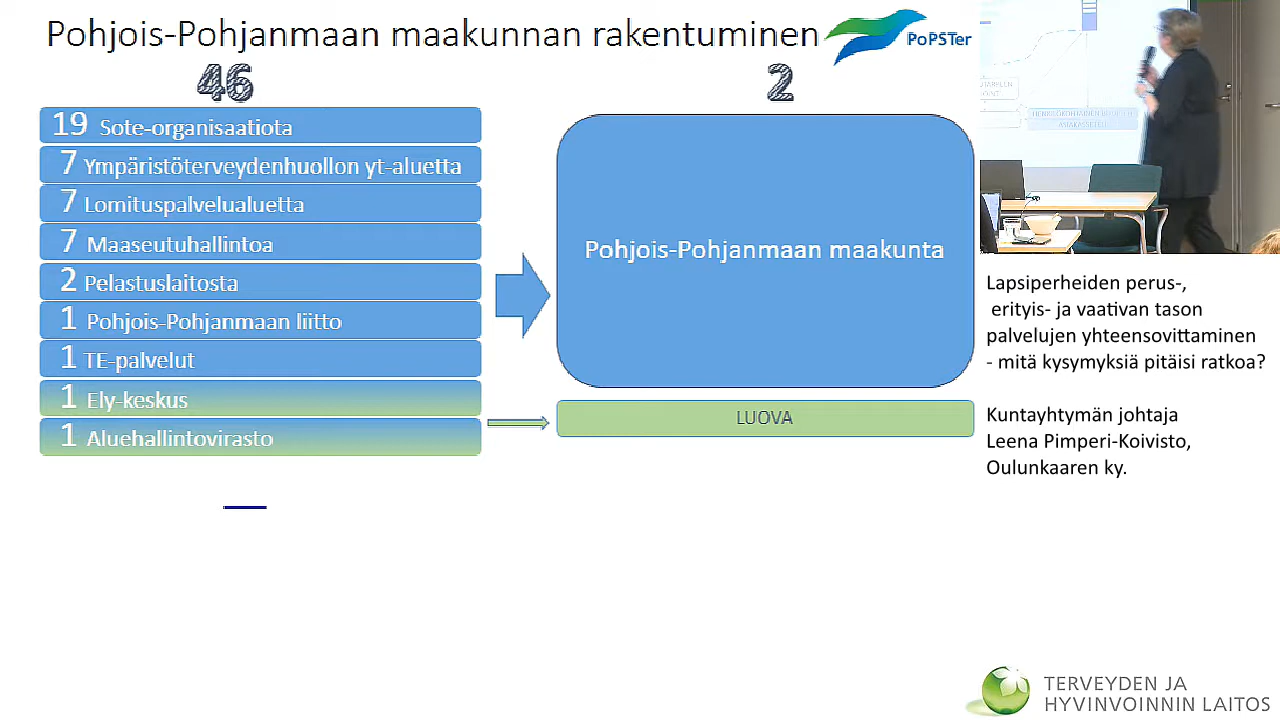 Pohjois-Pohjanmaan maakunnan rakentuminen
PoPSTer
46
2
19 Sote-organisaatiota
7 Ympäristöterveydenhuollon yt-aluetta
7 Lomituspalvelualuetta
7 Maaseutuhallintoa
2 Pelastuslaitosta
1 Pohjois-Pohjanmaan liitto
1 TE-palvelut
1 Ely-keskus
1 Aluehallintovirasto
Pohjois-Pohjanmaan maakunta
LUOVA
Lapsiperheiden perus-,
erityis- ja vaativan tason
palvelujen yhteensovittaminen
- mitä kysymyksiä pitäisi ratkoa?
Kuntayhtymän johtaja
Leena Pimperi-Koivisto,
Oulunkaaren ky.
TERVEYDEN JA
HYVINVOINNIN LAITOS